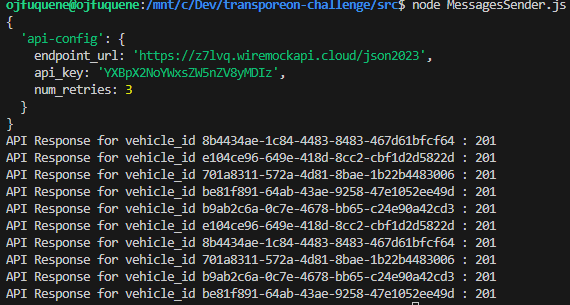 ojfuquene@ojfuquene:/mnt/c/Dev/transporeon-challenge/src$ node MessagesSender.js
{
  'api-config': {
    endpoint_url: 'https://z7lvq.wiremockapi.cloud/json2023',
    api_key: 'YXBpX2NoYWxsZW5nZV8yMDIz',
    num_retries: 3
  }
}
API Response for vehicle_id 8b4434ae-1c84-4483-8483-467d61bfcf64 : 201
API Response for vehicle_id e104ce96-649e-418d-8cc2-cbf1d2d5822d : 201
API Response for vehicle_id 701a8311-572a-4d81-8bae-1b22b4483006 : 201
API Response for vehicle_id be81f891-64ab-43ae-9258-47e1052ee49d : 201
API Response for vehicle_id b9ab2c6a-0c7e-4678-bb65-c24e90a42cd3 : 201
API Response for vehicle_id e104ce96-649e-418d-8cc2-cbf1d2d5822d : 201
API Response for vehicle_id 8b4434ae-1c84-4483-8483-467d61bfcf64 : 201
API Response for vehicle_id 701a8311-572a-4d81-8bae-1b22b4483006 : 201
API Response for vehicle_id b9ab2c6a-0c7e-4678-bb65-c24e90a42cd3 : 201
API Response for vehicle_id be81f891-64ab-43ae-9258-47e1052ee49d : 201